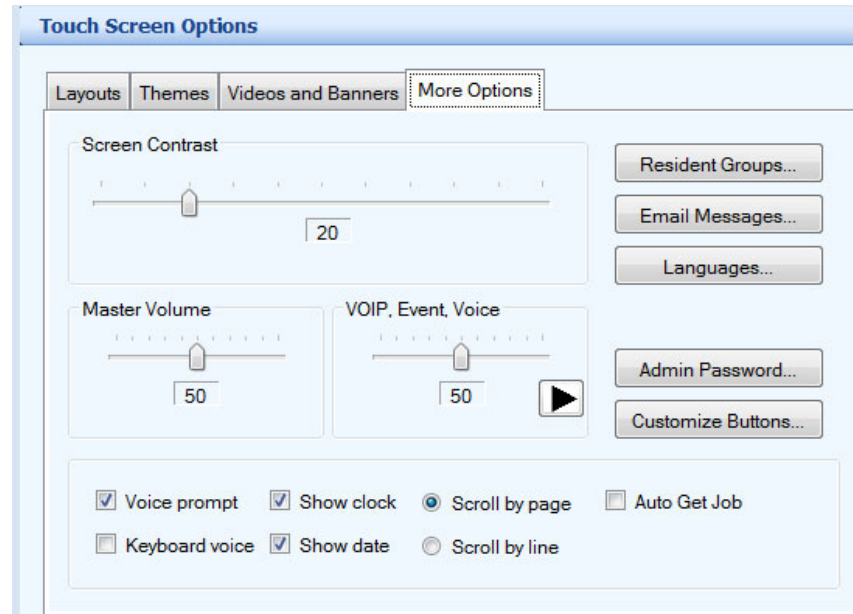 Touch Screen Options
Layouts Themes Videos and Banners More Options
Screen Contrast
20
Resident Groups...
Email Messages...
Languages...
Master Volume
50
VOIP, Event, Voice
50
Admin Password...
Customize Buttons...
Voice prompt Show clock Scroll by page Auto Get Job
Keyboard voice Show date Scroll by line